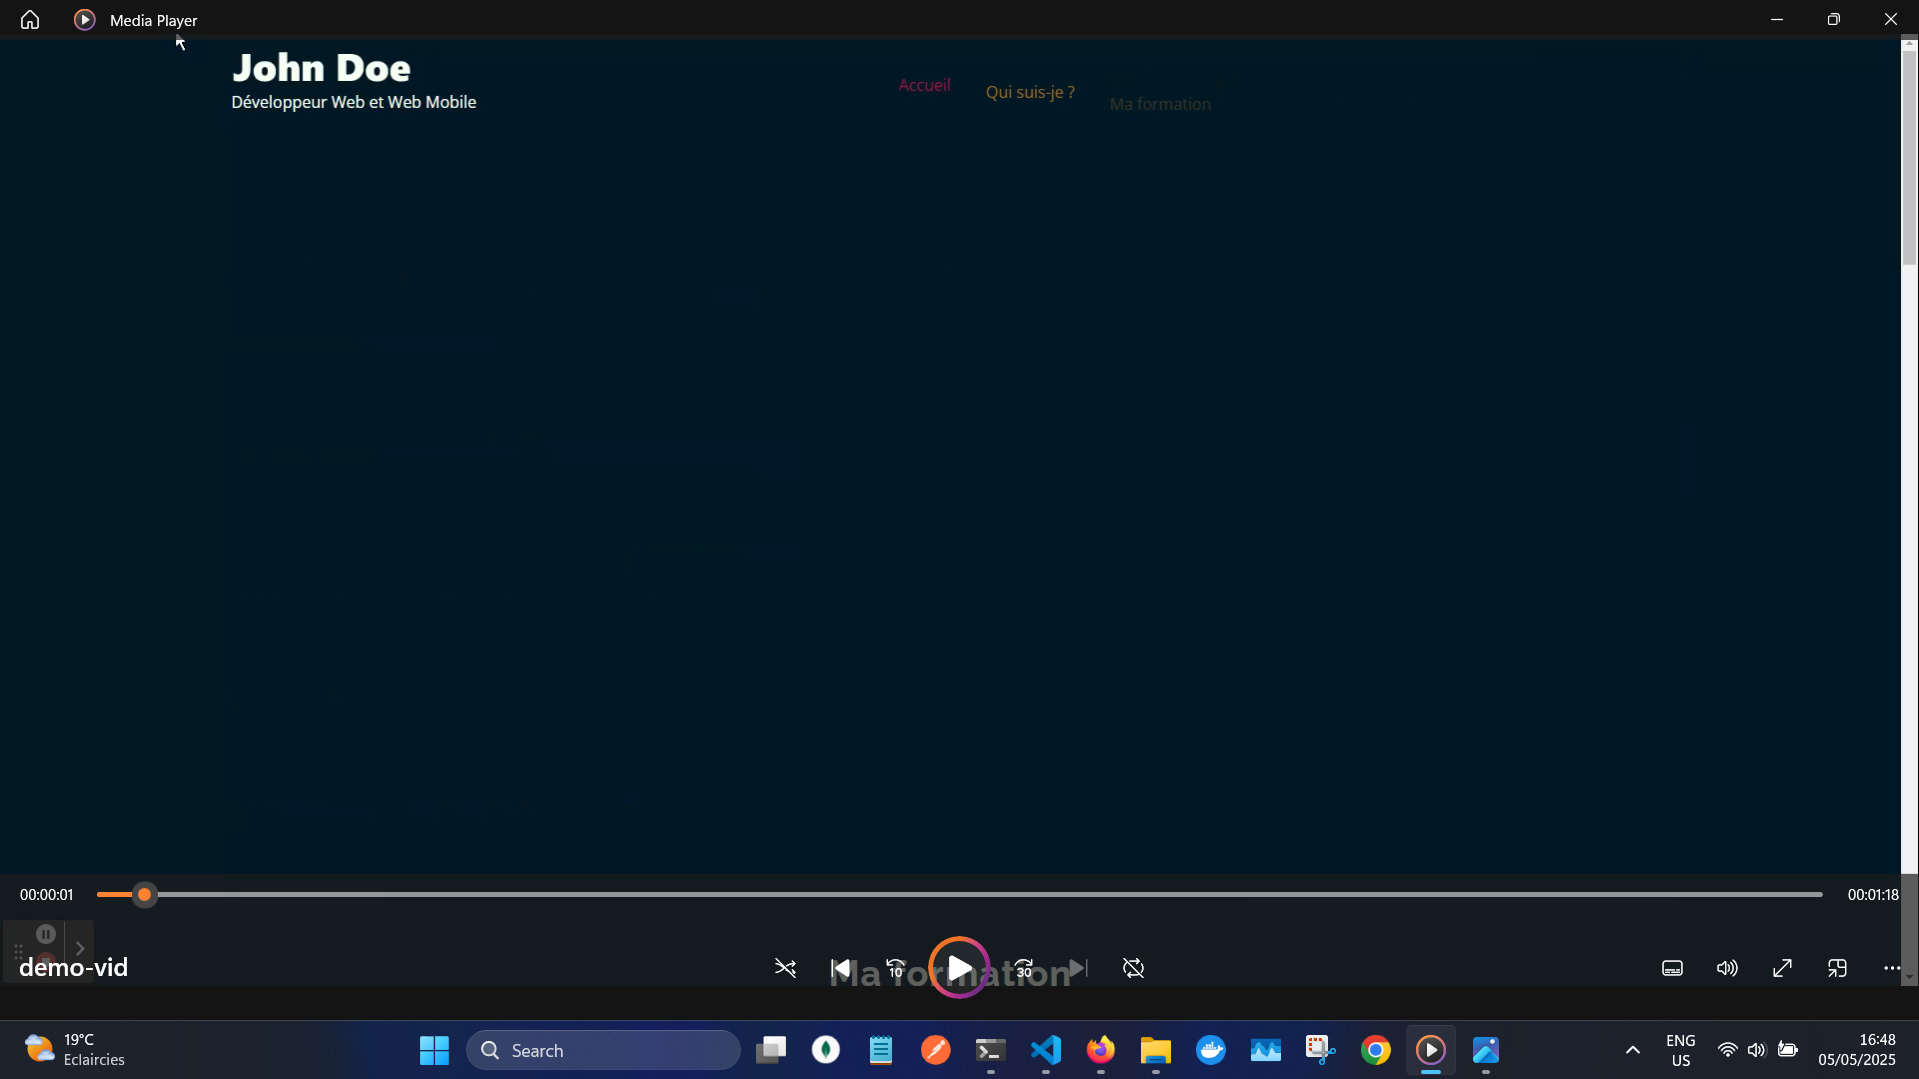 Media Player
John Doe
Développeur Web et Web Mobile
Accueil
Qui suis-je ?
Ma formation
00:00:01
00:01:18
demo-vid
10
30
Ma formation
19°C
Eclaircies
Search
ENG
US
16:48
05/05/2025